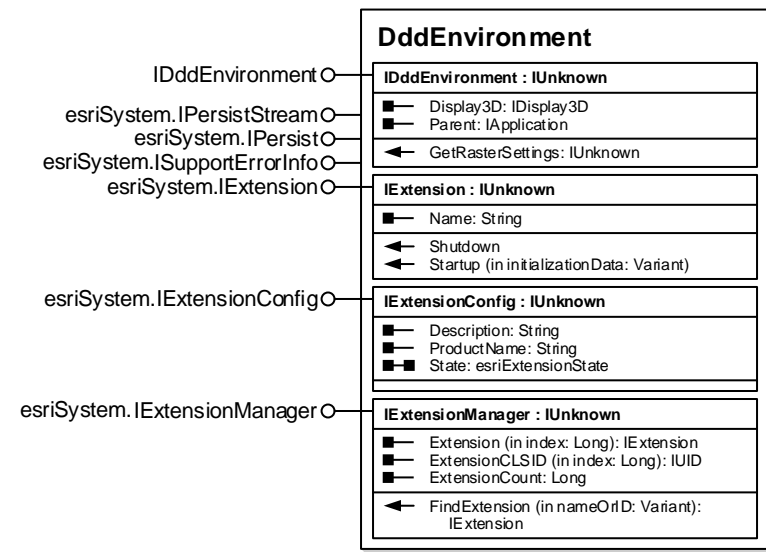 DddEnvironment
IDddEnvironment
IDddEnvironment : IUnknown
Display3D: IDisplay3D
Parent: IApplication
GetRasterSettings: IUnknown
esriSystem.IPersistStream
esriSystem.IPersist
esriSystem.ISupportErrorInfo
esriSystem.IExtension
IExtension : IUnknown
Name: String
Shutdown
Startup (in initializationData: Variant)
esriSystem.IExtensionConfig
IExtensionConfig : IUnknown
Description: String
ProductName: String
State: esriExtensionState
esriSystem.IExtensionManager
IExtensionManager : IUnknown
Extension (in index: Long): IExtension
ExtensionCLSID (in index: Long): IUID
ExtensionCount: Long
FindExtension (in nameOrID: Variant):
IExtension